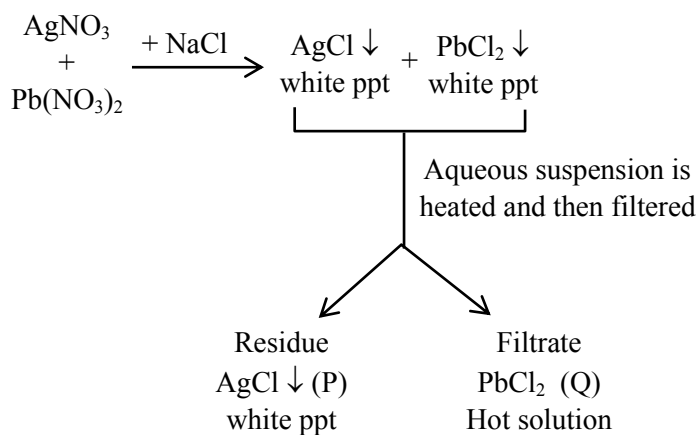 AgNO₃
+
Pb(NO₃)₂
+ NaCl
AgCl ↓ + PbCl₂ ↓
white ppt white ppt
Aqueous suspension is
heated and then filtered
Residue
AgCl ↓ (P)
white ppt
Filtrate
PbCl₂ (Q)
Hot solution